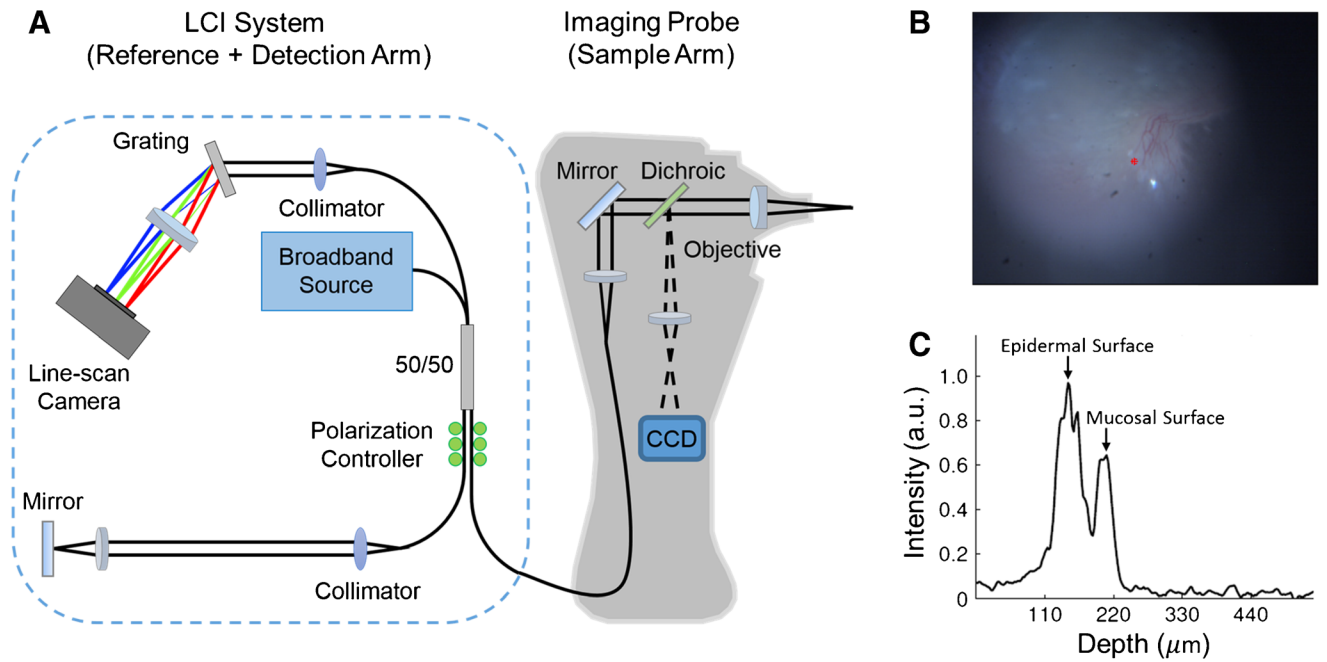 A
LCI System
(Reference + Detection Arm)
Imaging Probe
(Sample Arm)
Grating
Collimator
Broadband
Source
Line-scan
Camera
50/50
Polarization
Controller
Mirror
Collimator
Mirror
Dichroic
Objective
CCD
B
C
Epidermal Surface
Mucosal Surface
Intensity (a.u.)
1.0
0.8
0.6
0.4
0.2
0
110
220
330
440
Depth (μm)